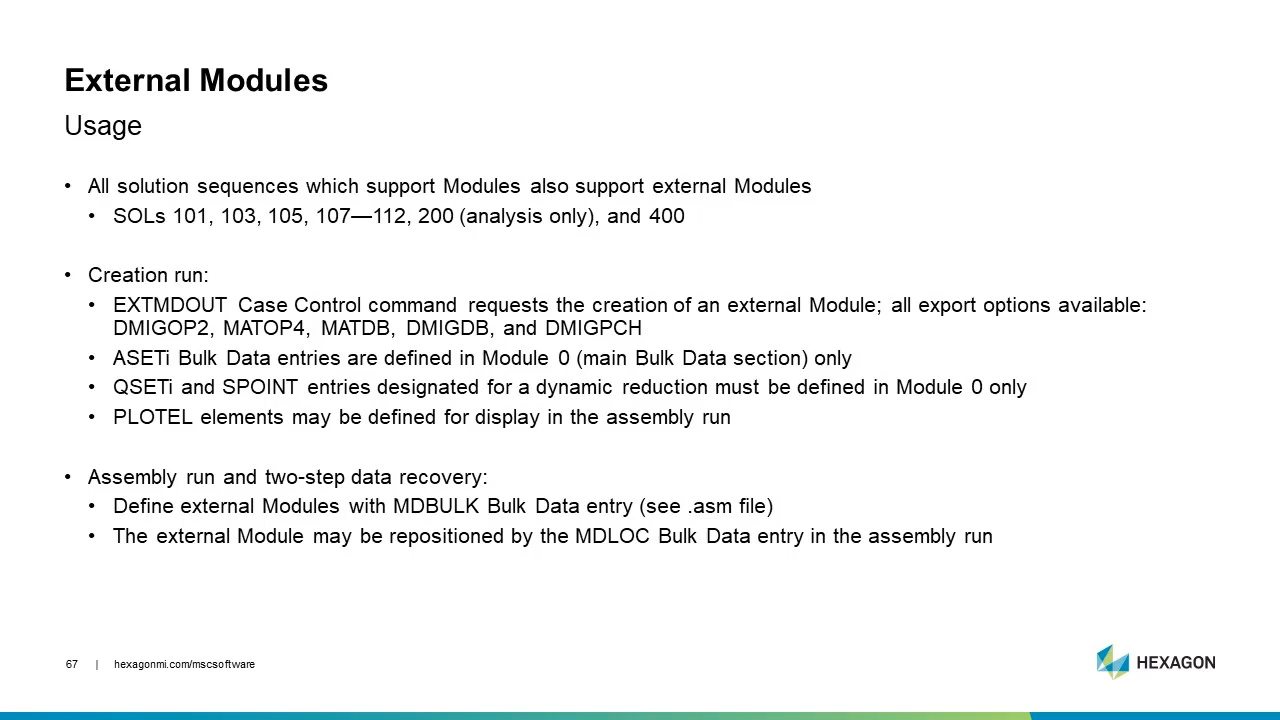 External Modules
Usage
• All solution sequences which support Modules also support external Modules
• SOLs 101, 103, 105, 107—112, 200 (analysis only), and 400
• Creation run:
• EXTMDOUT Case Control command requests the creation of an external Module; all export options available:
DMIGOP2, MATOP4, MATDB, DMIGDB, and DMIGPCH
• ASETi Bulk Data entries are defined in Module 0 (main Bulk Data section) only
• QSETi and SPOINT entries designated for a dynamic reduction must be defined in Module 0 only
• PLOTEL elements may be defined for display in the assembly run
• Assembly run and two-step data recovery:
• Define external Modules with MDBULK Bulk Data entry (see .asm file)
• The external Module may be repositioned by the MDLOC Bulk Data entry in the assembly run
67 | hexagonmi.com/mscsoftware
HEXAGON